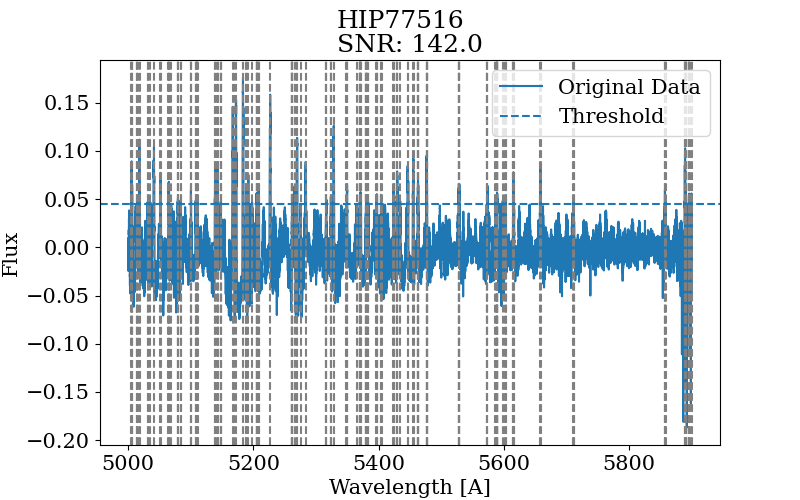 HIP77516
SNR: 142.0
Original Data
Threshold
Flux
0.15
0.10
0.05
0.00
−0.05
−0.10
−0.15
−0.20
5000 5200 5400 5600 5800
Wavelength [A]